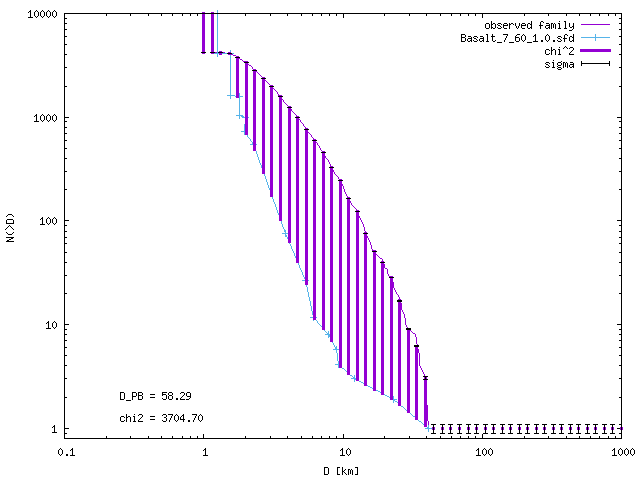 10000
1000
100
10
1
N(>D)
observed family
Basalt_7_60_1.0.sfd
chi^2
sigma
D_PB = 58.29
chi2 = 3704.70
0.1 1 10 100 1000
D [km]